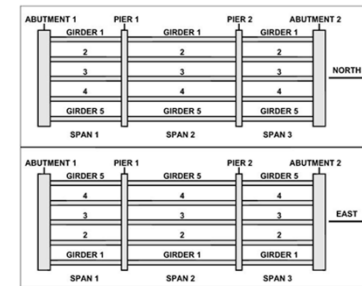 ABUTMENT 1 PIER 1 PIER 2 ABUTMENT 2
GIRDER 1 GIRDER 1 GIRDER 1
2 2 2
3 3 3
NORTH
4 4 4
GIRDER 5 GIRDER 5 GIRDER 5
SPAN 1 SPAN 2 SPAN 3
ABUTMENT 1 PIER 1 PIER 2 ABUTMENT 2
GIRDER 5 GIRDER 5 GIRDER 5
4 4 4
3 3 3
EAST
2 2 2
GIRDER 1 GIRDER 1 GIRDER 1
SPAN 1 SPAN 2 SPAN 3